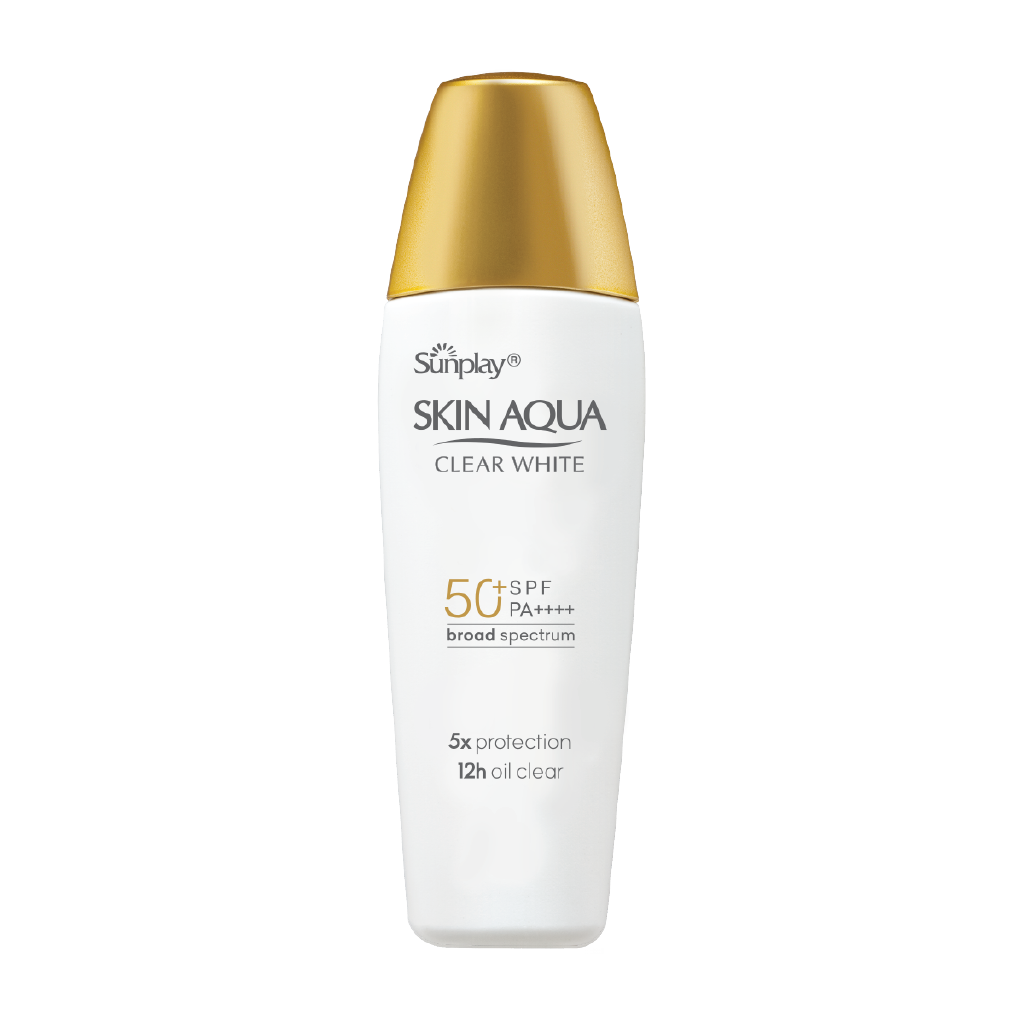 Sunplay®
SKIN AQUA
CLEAR WHITE
50+ SPF
PA++++
broad spectrum
5x protection
12h oil clear